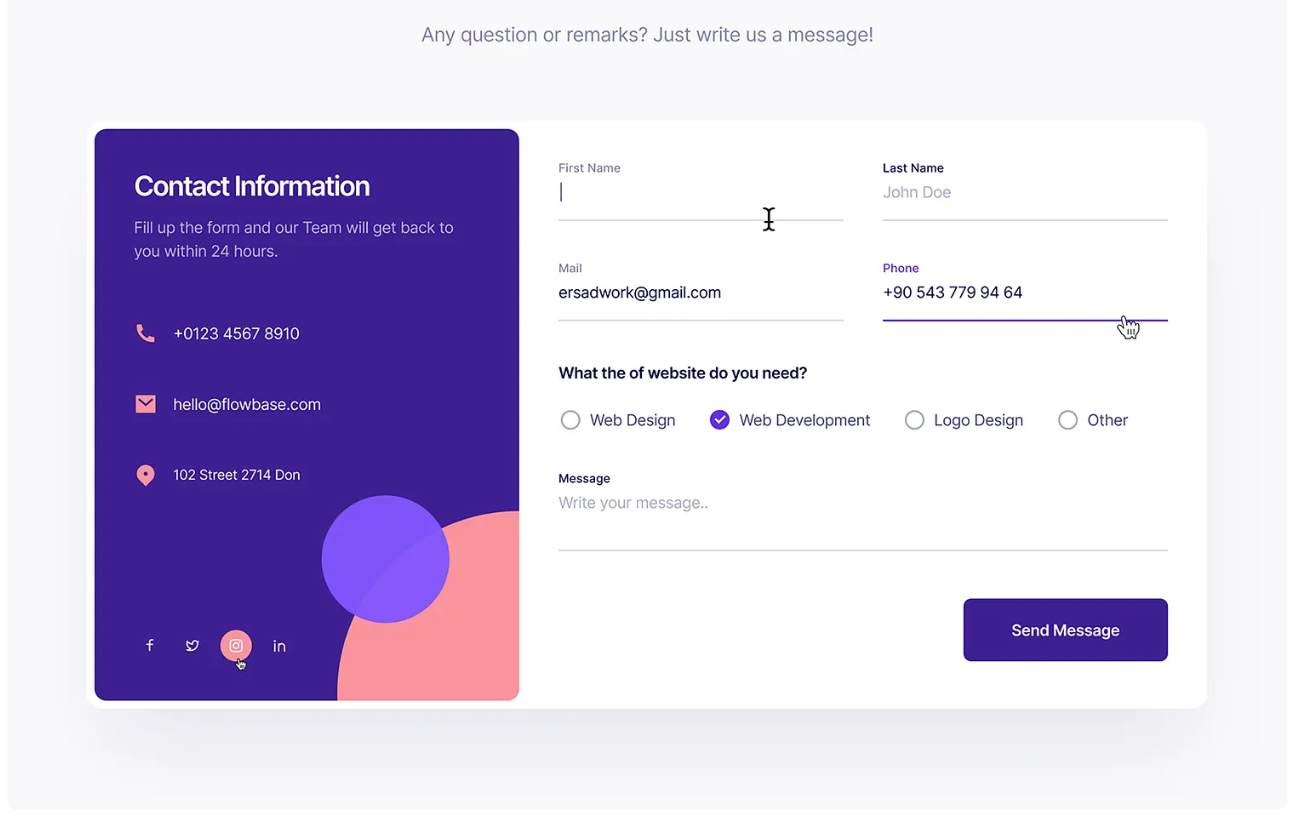 Any question or remarks? Just write us a message!
Contact Information
Fill up the form and our Team will get back to
you within 24 hours.
+0123 4567 8910
hello@flowbase.com
102 Street 2714 Don
f
in
First Name
Last Name
John Doe
Mail
ersadwork@gmail.com
Phone
+90 543 779 94 64
What the of website do you need?
Web Design
Web Development
Logo Design
Other
Message
Write your message..
Send Message